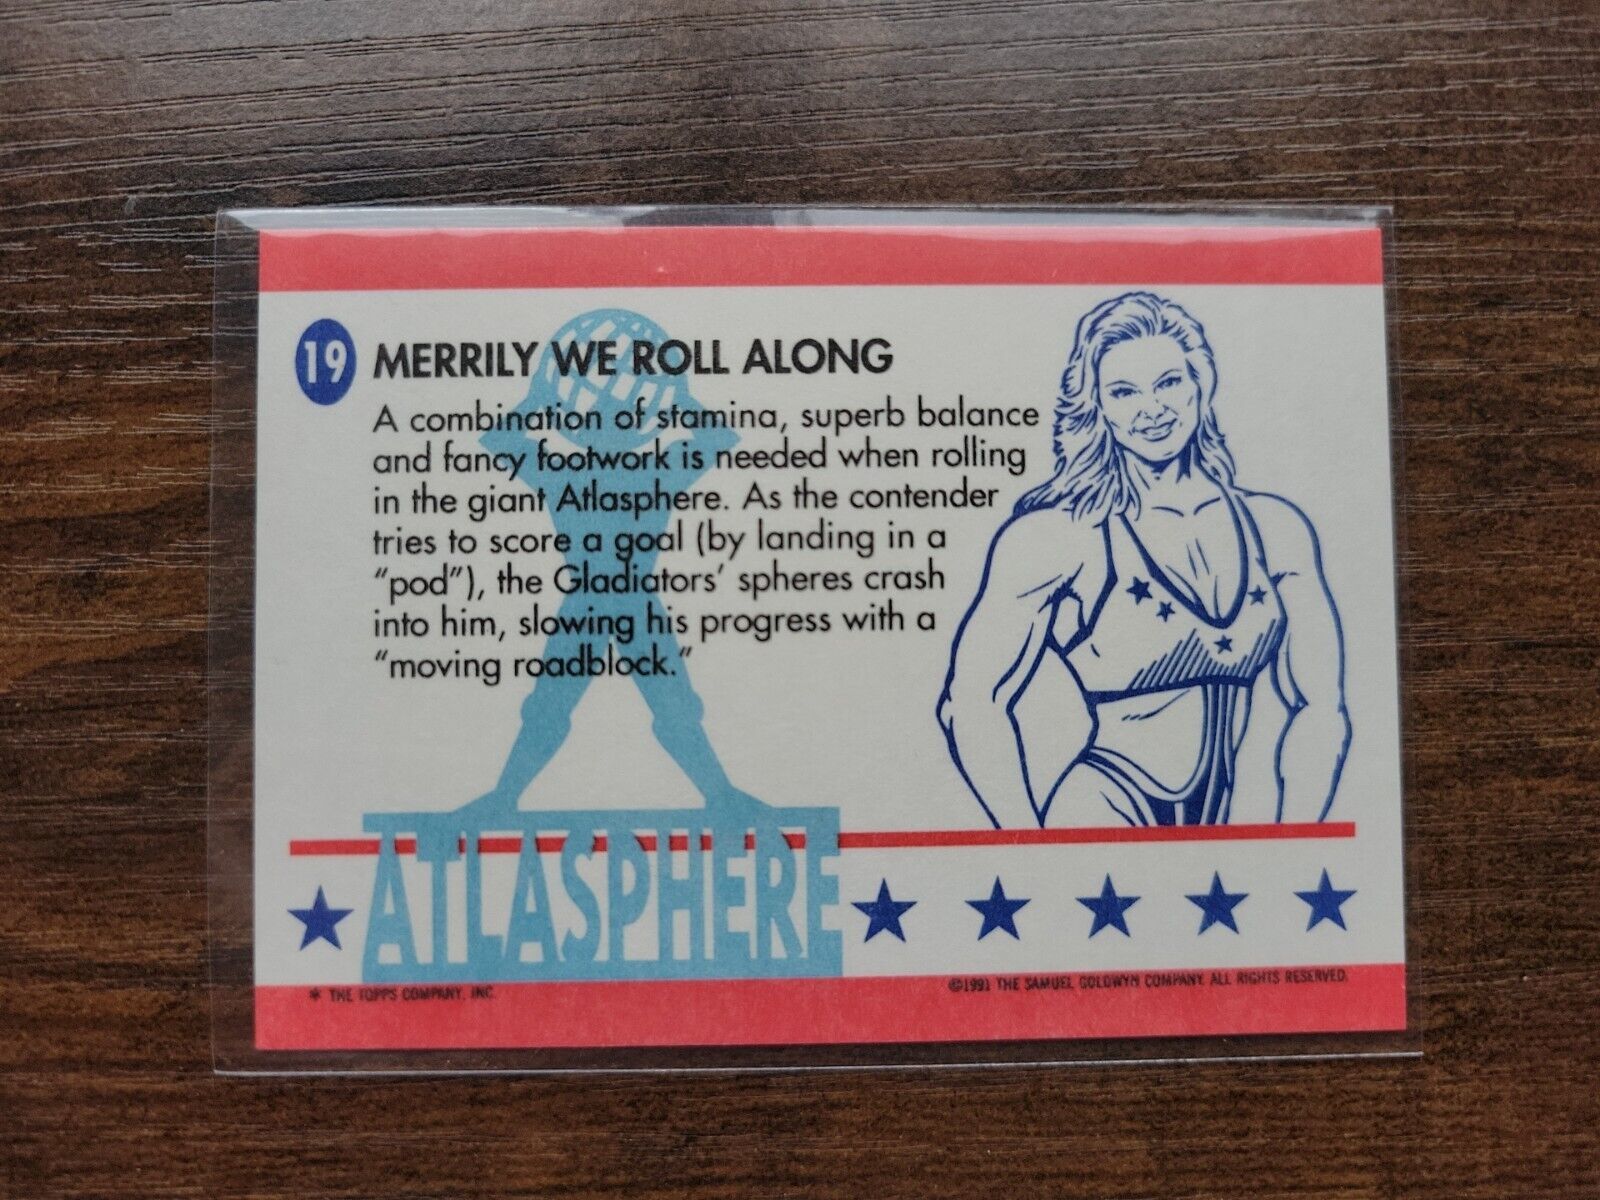 19 MERRILY WE ROLL ALONG
A combination of stamina, superb balance
and fancy footwork is needed when rolling
in the giant Atlasphere. As the contender
tries to score a goal (by landing in a
“pod”), the Gladiators’ spheres crash
into him, slowing his progress with a
“moving roadblock.”
ATLASPHERE
* THE TOPPS COMPANY, INC.
©1991 THE SAMUEL GOLDWYN COMPANY. ALL RIGHTS RESERVED.